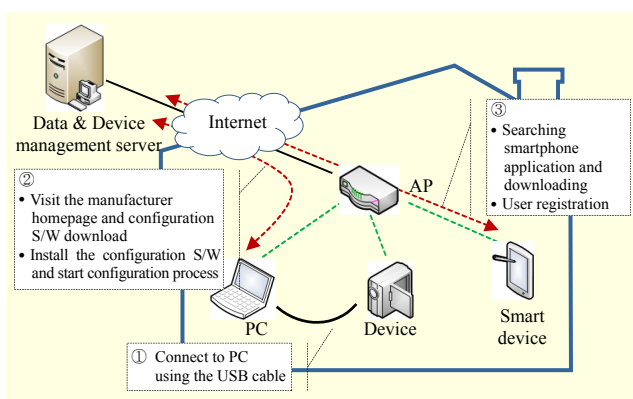 Data & Device
management server
Internet
AP
PC
Device
Smart
device
① Connect to PC
using the USB cable
②
• Visit the manufacturer
homepage and configuration
S/W download
• Install the configuration S/W
and start configuration process
③
• Searching
smartphone
application and
downloading
• User registration